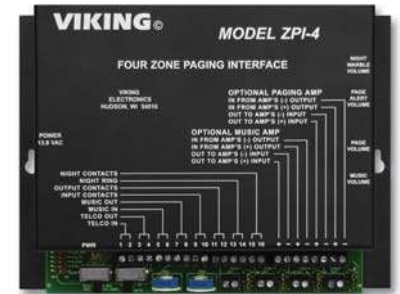 VIKING©
MODEL ZPI-4
FOUR ZONE PAGING INTERFACE
NIGHT
WARBLE
VOLUME
VIKING
ELECTRONICS
HUDSON, WI 54016
OPTIONAL PAGING AMP
IN FROM AMP'S (-) OUTPUT
IN FROM AMP'S (+) OUTPUT
OUT TO AMP'S (-) INPUT
OUT TO AMP'S (+) INPUT
PAGE
ALERT
VOLUME
POWER
13.8 VAC
OPTIONAL MUSIC AMP
IN FROM AMP'S (-) OUTPUT
IN FROM AMP'S (+) OUTPUT
OUT TO AMP'S (-) INPUT
OUT TO AMP'S (+) INPUT
PAGE
VOLUME
MUSIC
VOLUME
NIGHT CONTACTS
NIGHT RING
OUTPUT CONTACTS
INPUT CONTACTS
MUSIC OUT
MUSIC IN
TELCO OUT
TELCO IN
PWR
1 2 3 4 5 6 7 8 9 10 11 12 13 14 15 16